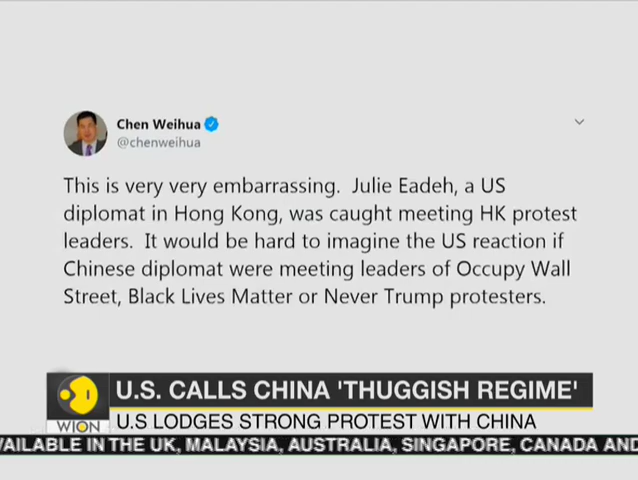 Chen Weihua
@chenweihua
This is very very embarrassing. Julie Eadeh, a US
diplomat in Hong Kong, was caught meeting HK protest
leaders. It would be hard to imagine the US reaction if
Chinese diplomat were meeting leaders of Occupy Wall
Street, Black Lives Matter or Never Trump protesters.
U.S. CALLS CHINA 'THUGGISH REGIME'
WION
U.S LODGES STRONG PROTEST WITH CHINA
VAILABLE IN THE UK, MALAYSIA, AUSTRALIA, SINGAPORE, CANADA AND